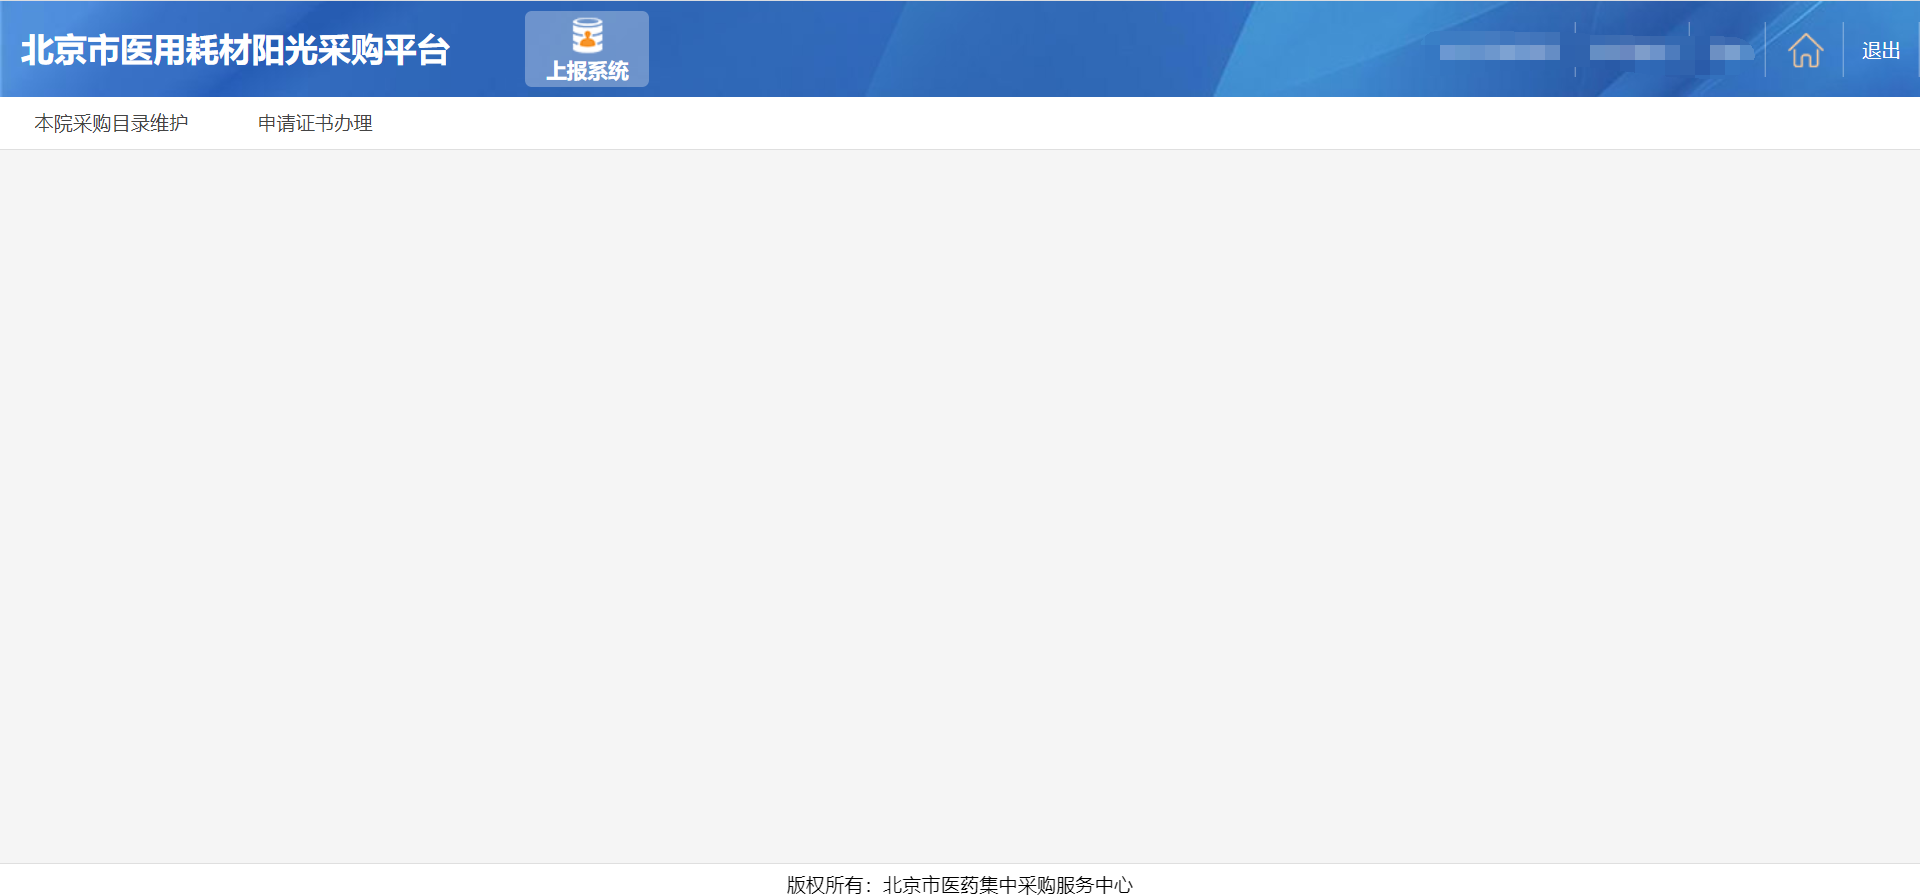 北京市医用耗材阳光采购平台
上报系统
退出
本院采购目录维护
申请证书办理
版权所有：北京市医药集中采购服务中心